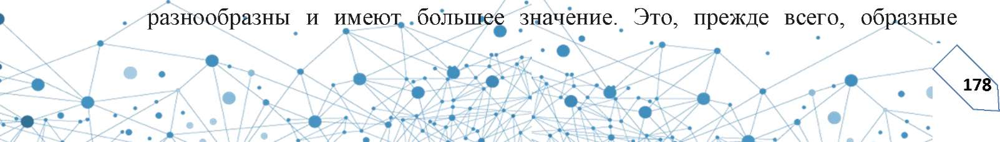 разнообразны и имеют большее значение. Это, прежде всего, образные
178